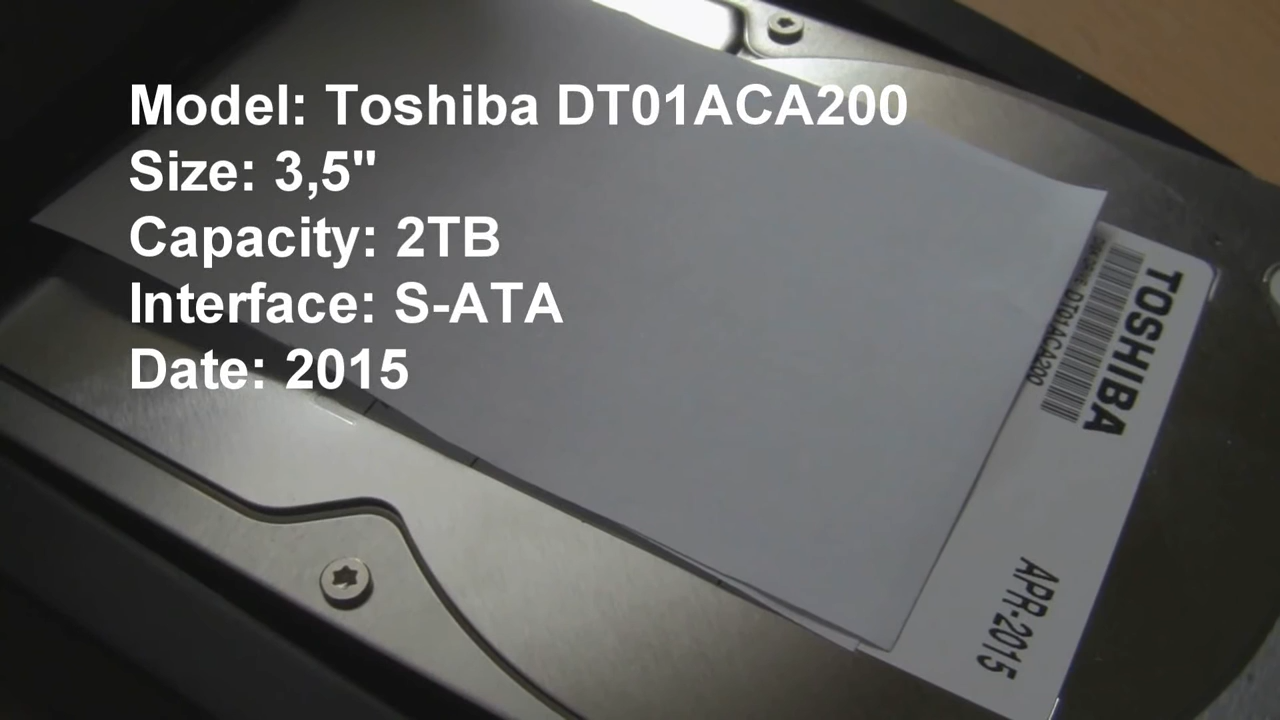 Model: Toshiba DT01ACA200
Size: 3,5"
Capacity: 2TB
Interface: S-ATA
Date: 2015
TOSHIBA
DT01ACA200
APR-2015